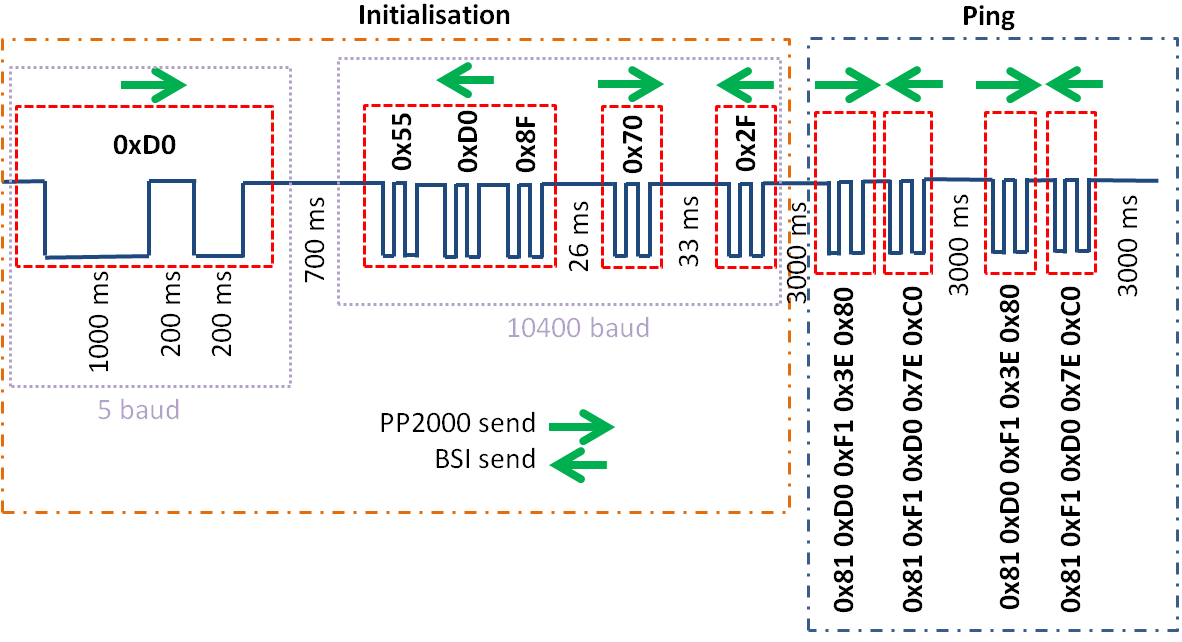 Initialisation
Ping
0xD0
0x55
0xD0
0x8F
0x70
0x2F
1000 ms
200 ms
200 ms
700 ms
26 ms
33 ms
3000 ms
3000 ms
3000 ms
5 baud
10400 baud
PP2000 send
BSI send
0x81 0xD0 0xF1 0x3E 0x80
0x81 0xF1 0xD0 0x7E 0xC0
0x81 0xD0 0xF1 0x3E 0x80
0x81 0xF1 0xD0 0x7E 0xC0